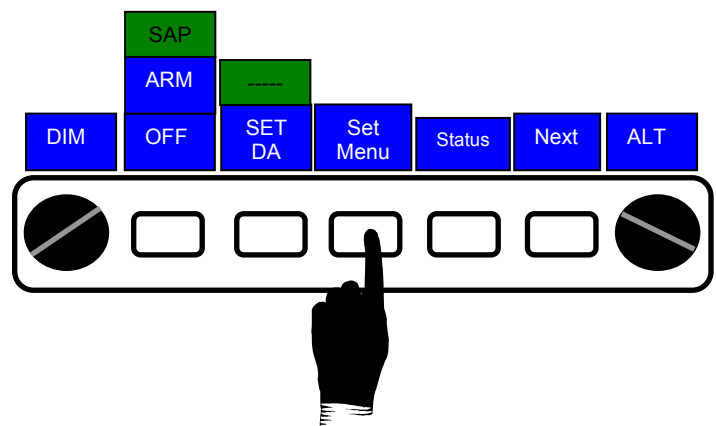 SAP
ARM
-----
DIM
OFF
SET
DA
Set
Menu
Status
Next
ALT